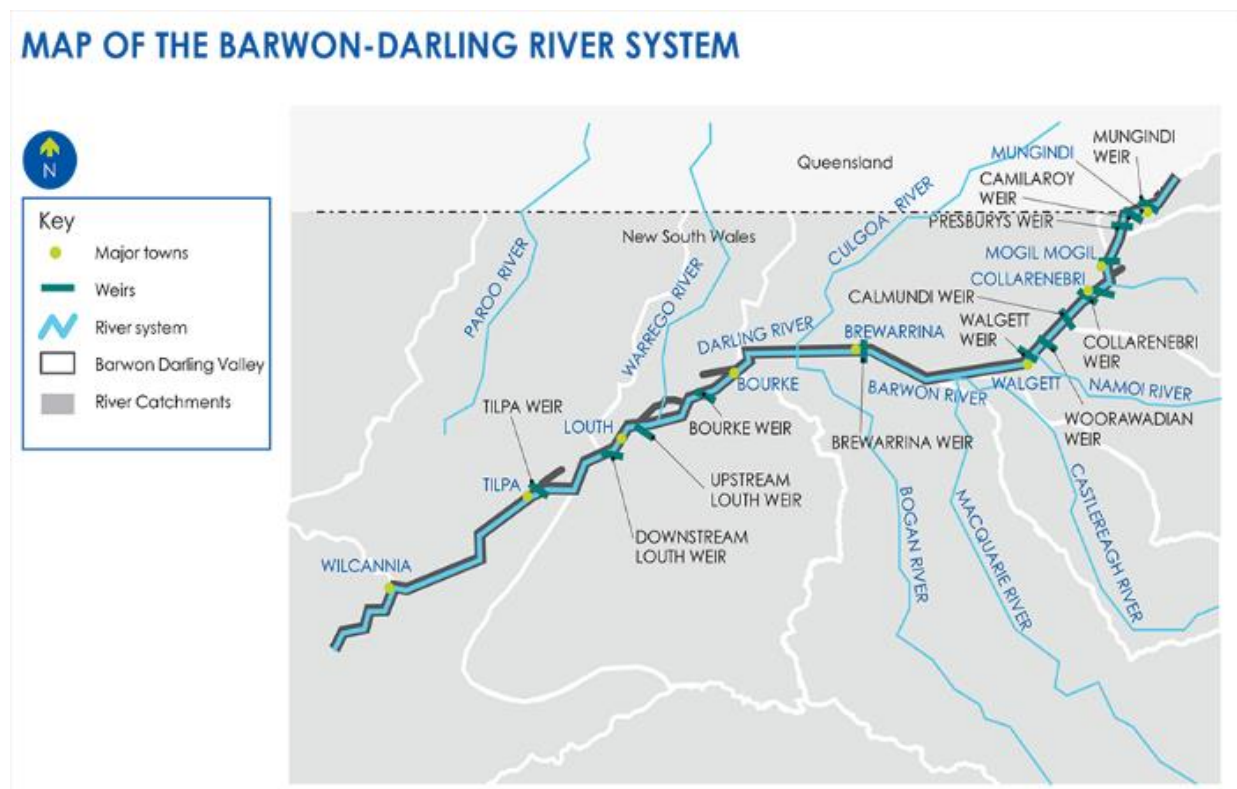 MAP OF THE BARWON-DARLING RIVER SYSTEM
N
Key
Major towns
Weirs
River system
Barwon Darling Valley
River Catchments
Queensland
New South Wales
MUNGINDI
WEIR
MUNGINDI
CAMILAROY
WEIR
PRESBURYS WEIR
MOGIL MOGIL
COLLARENEBRI
CALMUNDI WEIR
WALGETT
WEIR
COLLARENEBRI
WEIR
PAROO RIVER
WARREGO RIVER
CULGOA RIVER
DARLING RIVER
BREWARRINA
BOURKE
BARWON RIVER
WALGETT
NAMOI RIVER
TILPA WEIR
LOUTH
BOURKE WEIR
BREWARRINA WEIR
WOORAWADIAN
WEIR
TILPA
UPSTREAM
LOUTH WEIR
DOWNSTREAM
LOUTH WEIR
BOGAN RIVER
MACQUARIE RIVER
CASTLEREAGH RIVER
WILCANNIA